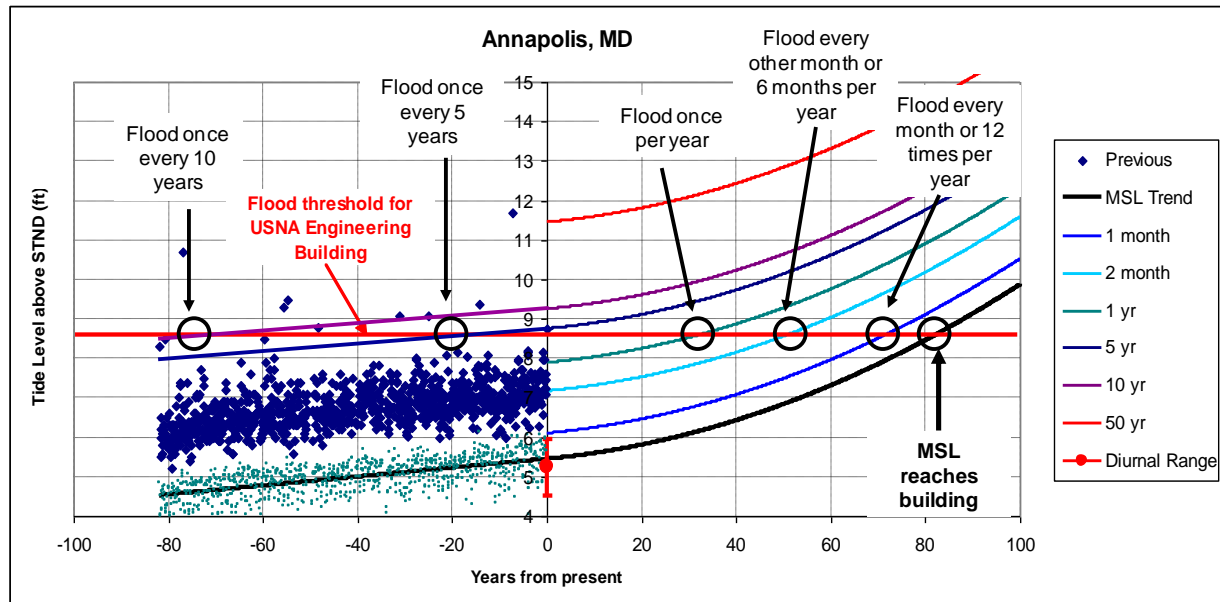 Annapolis, MD
Flood once
every 10
years
Flood once
every 5
years
Flood once
per year
Flood every
other month or
6 months per
year
Flood every
month or 12
times per
year
Flood threshold for
USNA Engineering
Building
MSL
reaches
building
Tide Level above STND (ft)
15
14
13
12
11
10
9
8
7
6
5
4
-100
-80
-60
-40
-20
0
20
40
60
80
100
Years from present
Previous
MSL Trend
1 month
2 month
1 yr
5 yr
10 yr
50 yr
Diurnal Range